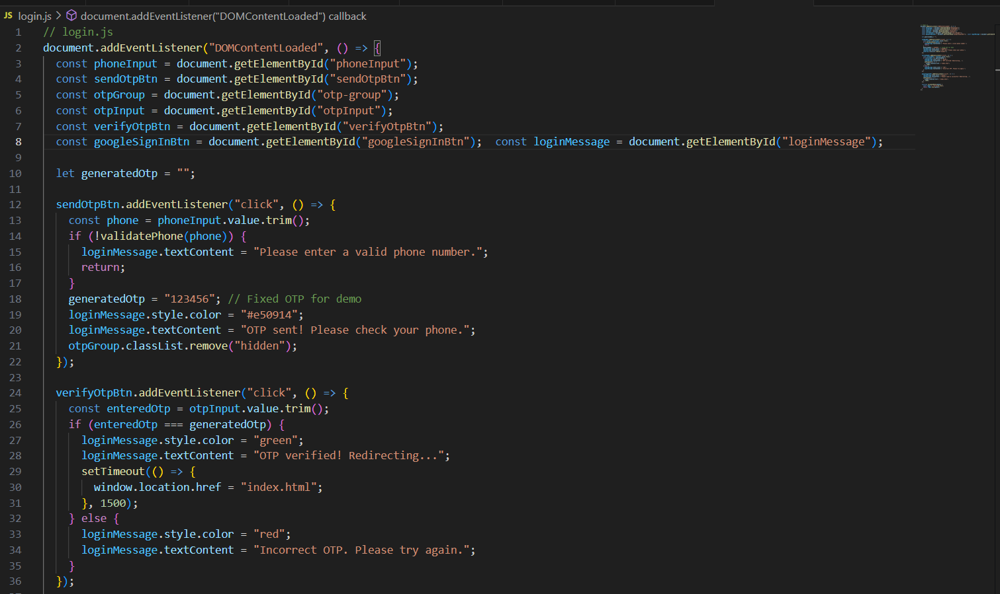 JS login.js > document.addEventListener("DOMContentLoaded") callback
1 // login.js
2 document.addEventListener("DOMContentLoaded", () => {
3 const phoneInput = document.getElementById("phoneInput");
4 const sendOtpBtn = document.getElementById("sendOtpBtn");
5 const otpGroup = document.getElementById("otp-group");
6 const otpInput = document.getElementById("otpInput");
7 const verifyOtpBtn = document.getElementById("verifyOtpBtn");
8 const googleSignInBtn = document.getElementById("googleSignInBtn"); const loginMessage = document.getElementById("loginMessage");
9
10 let generatedOtp = "";
11
12 sendOtpBtn.addEventListener("click", () => {
13 const phone = phoneInput.value.trim();
14 if (!validatePhone(phone)) {
15 loginMessage.textContent = "Please enter a valid phone number.";
16 return;
17 }
18 generatedOtp = "123456"; // Fixed OTP for demo
19 loginMessage.style.color = "#e50914";
20 loginMessage.textContent = "OTP sent! Please check your phone.";
21 otpGroup.classList.remove("hidden");
22 });
23
24 verifyOtpBtn.addEventListener("click", () => {
25 const enteredOtp = otpInput.value.trim();
26 if (enteredOtp === generatedOtp) {
27 loginMessage.style.color = "green";
28 loginMessage.textContent = "OTP verified! Redirecting...";
29 setTimeout(() => {
30 window.location.href = "index.html";
31 }, 1500);
32 } else {
33 loginMessage.style.color = "red";
34 loginMessage.textContent = "Incorrect OTP. Please try again.";
35 }
36 });